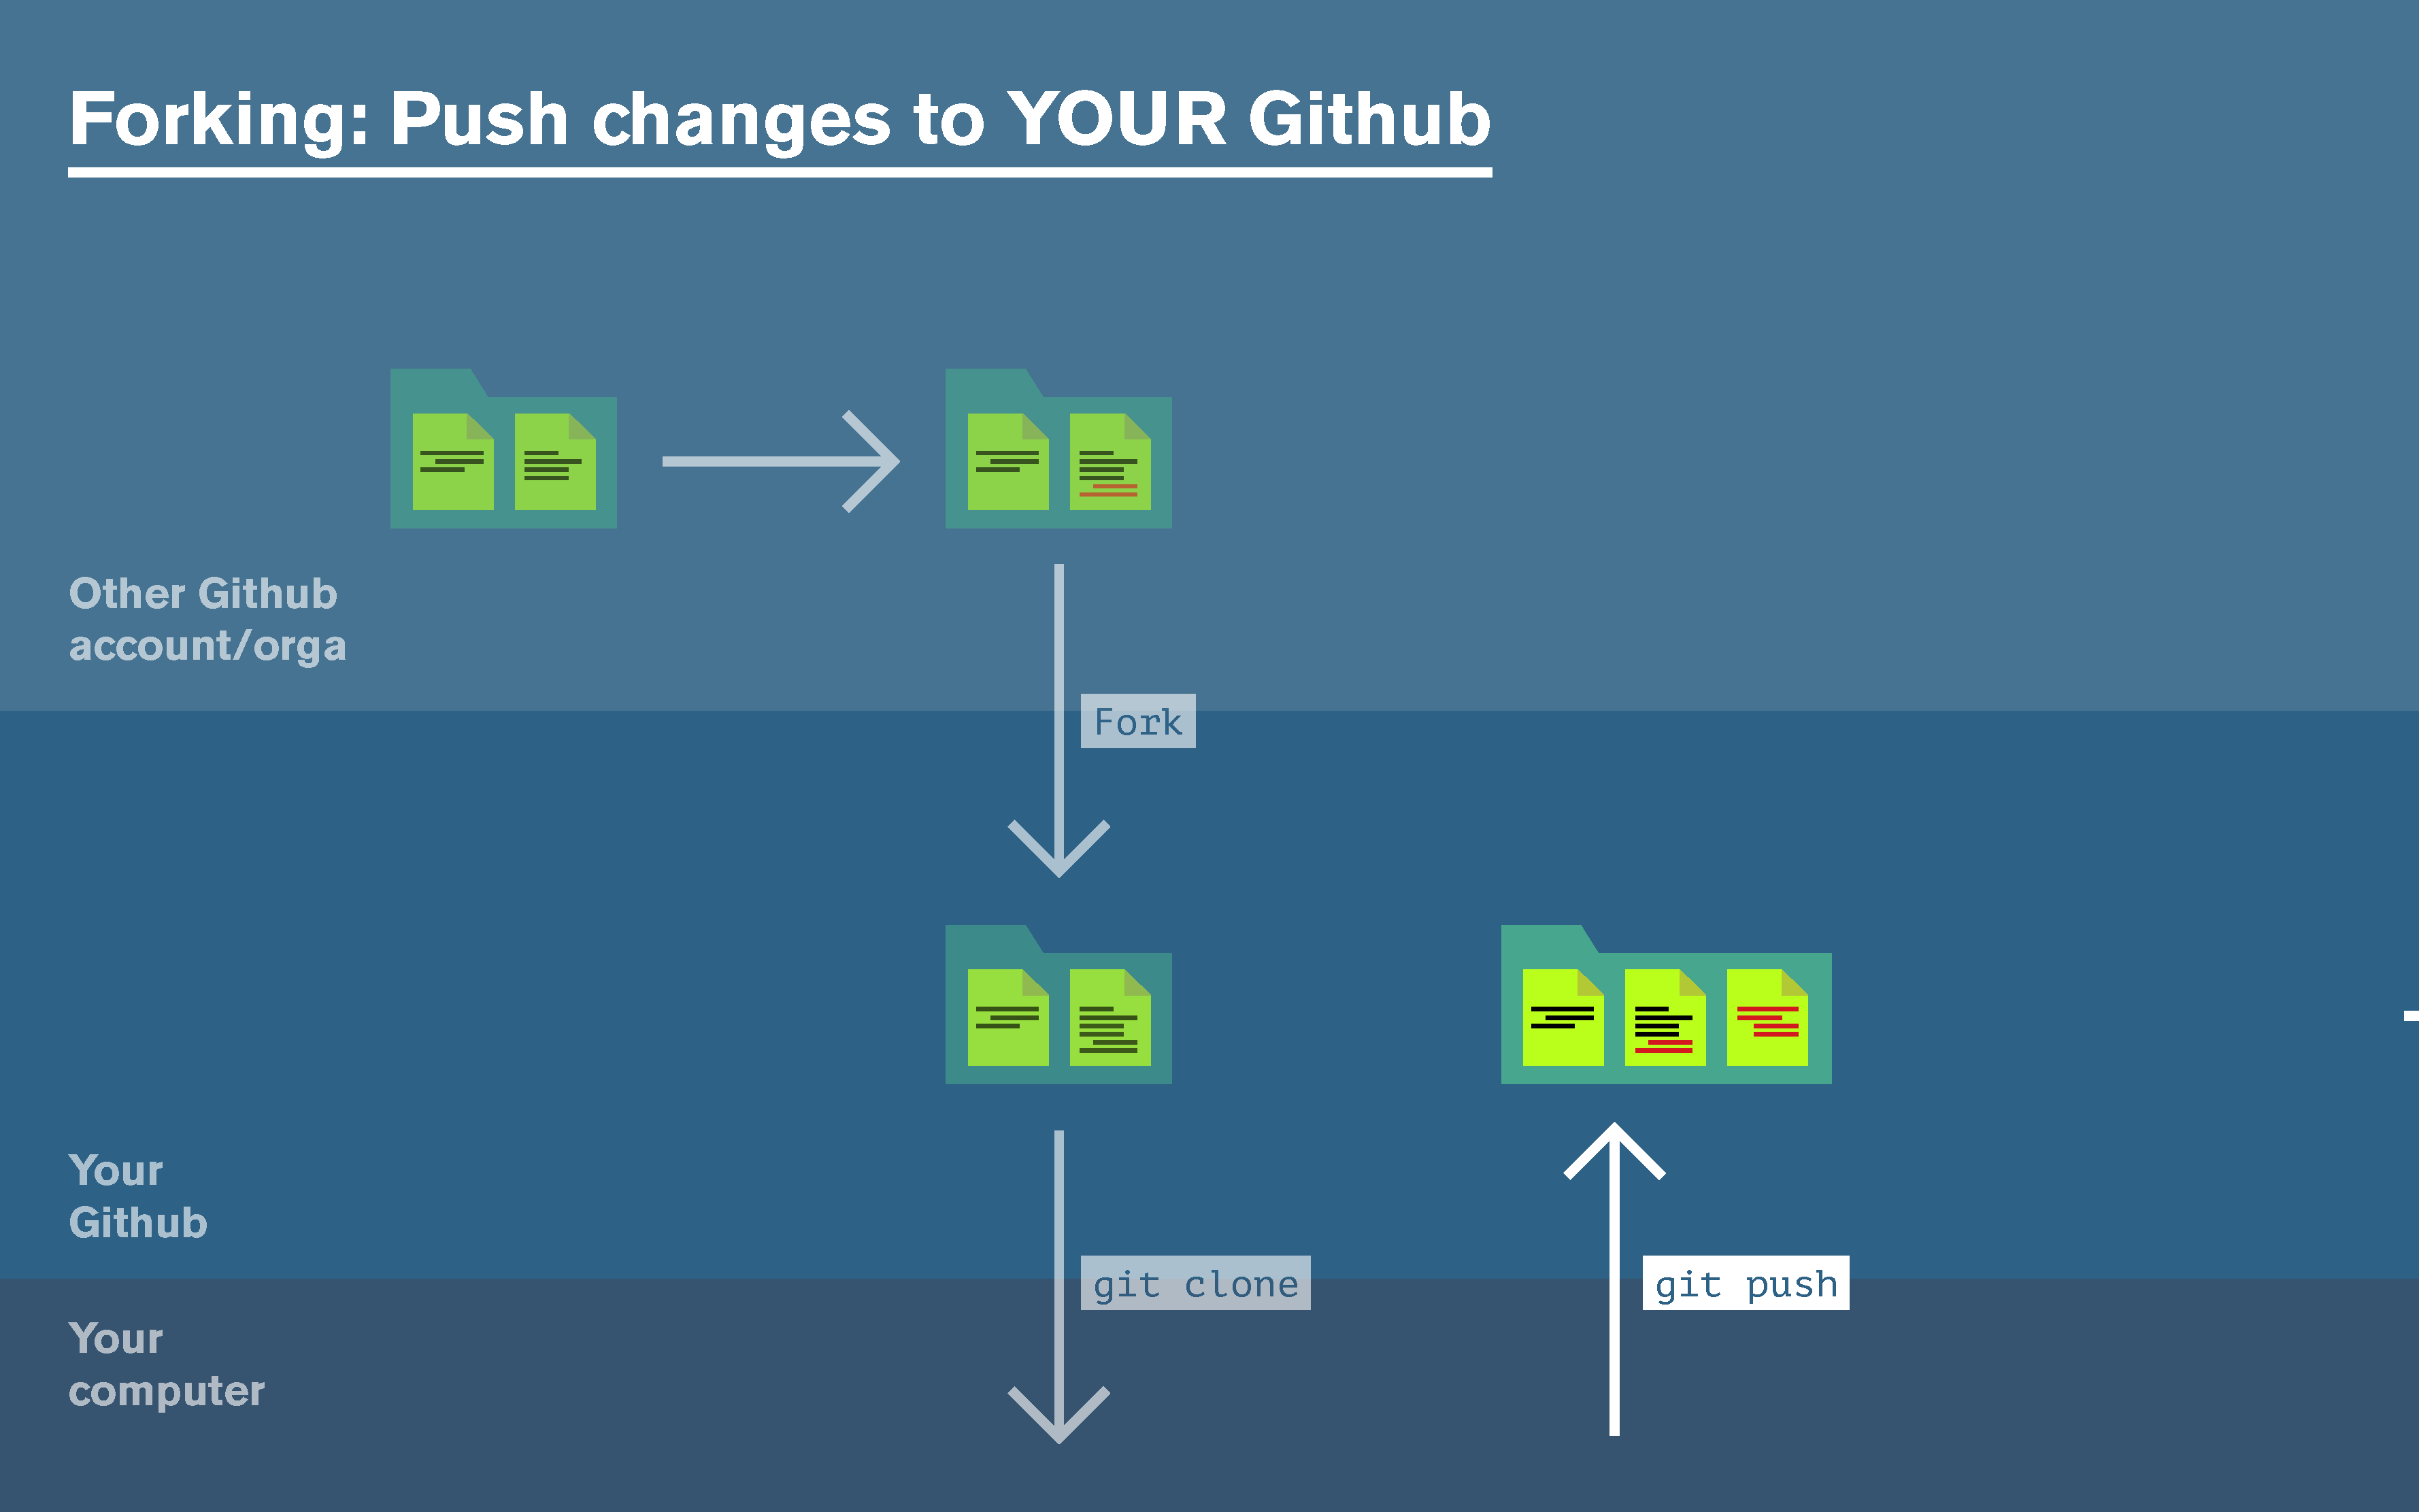 Forking: Push changes to YOUR Github
Other Github
account/orga
Fork
Your
Github
git clone
git push
Your
computer